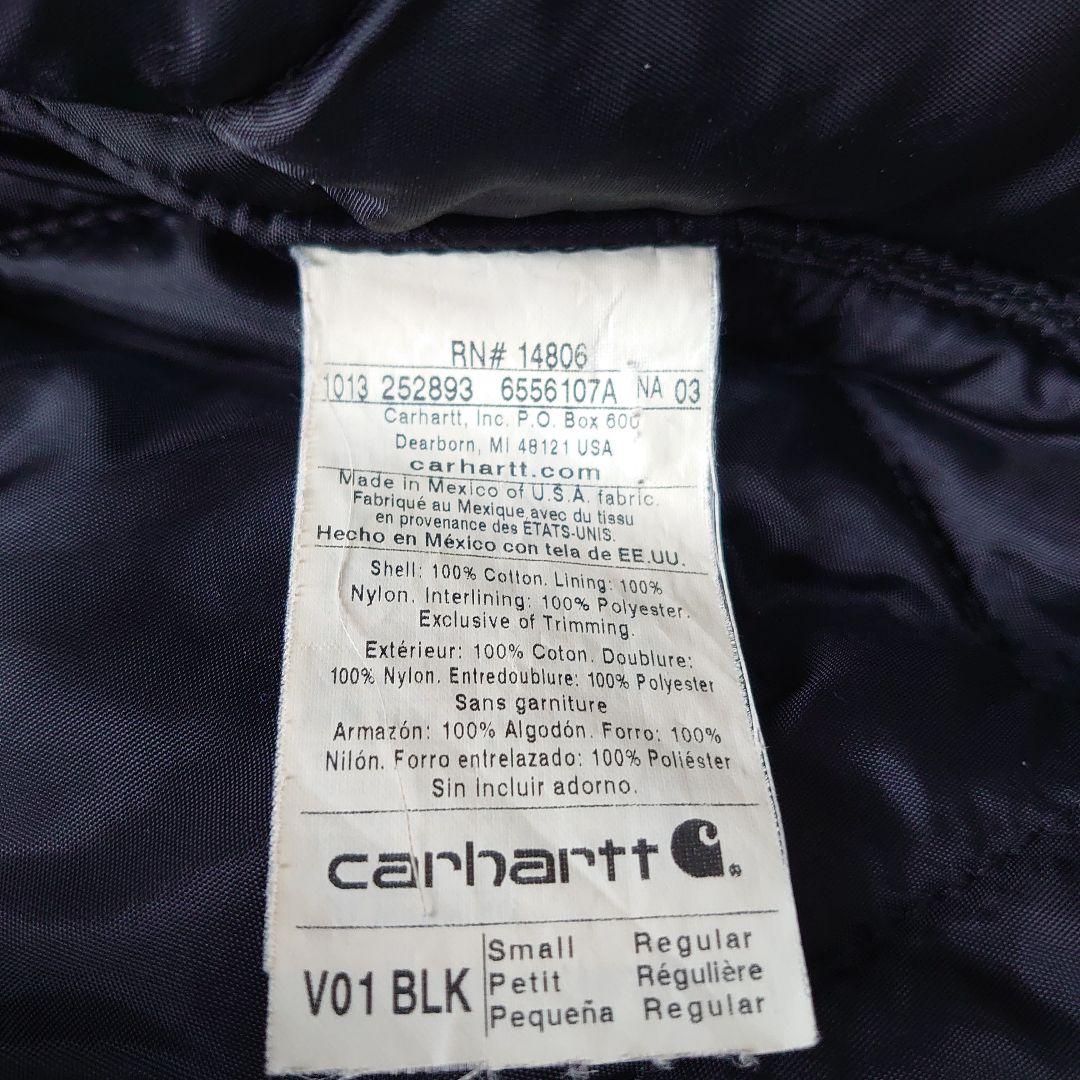 RN# 14806
1013 252893 6556107A NA 03
Carhartt, Inc. P.O. Box 600
Dearborn, MI 48121 USA
carhartt.com
Made in Mexico of U.S.A. fabric.
Fabriqué au Mexique avec du tissu
en provenance des ÉTATS-UNIS.
Hecho en México con tela de EE.UU.
Shell: 100% Cotton. Lining: 100%
Nylon. Interlining: 100% Polyester.
Exclusive of Trimming.
Extérieur: 100% Coton. Doublure:
100% Nylon. Entredoublure: 100% Polyester
Sans garniture
Armazón: 100% Algodón. Forro: 100%
Nilón. Forro entrelazado: 100% Poliéster
Sin Incluir adorno.
carhartt ®
V01 BLK
Small Regular
Petit Régulière
Pequeña Regular